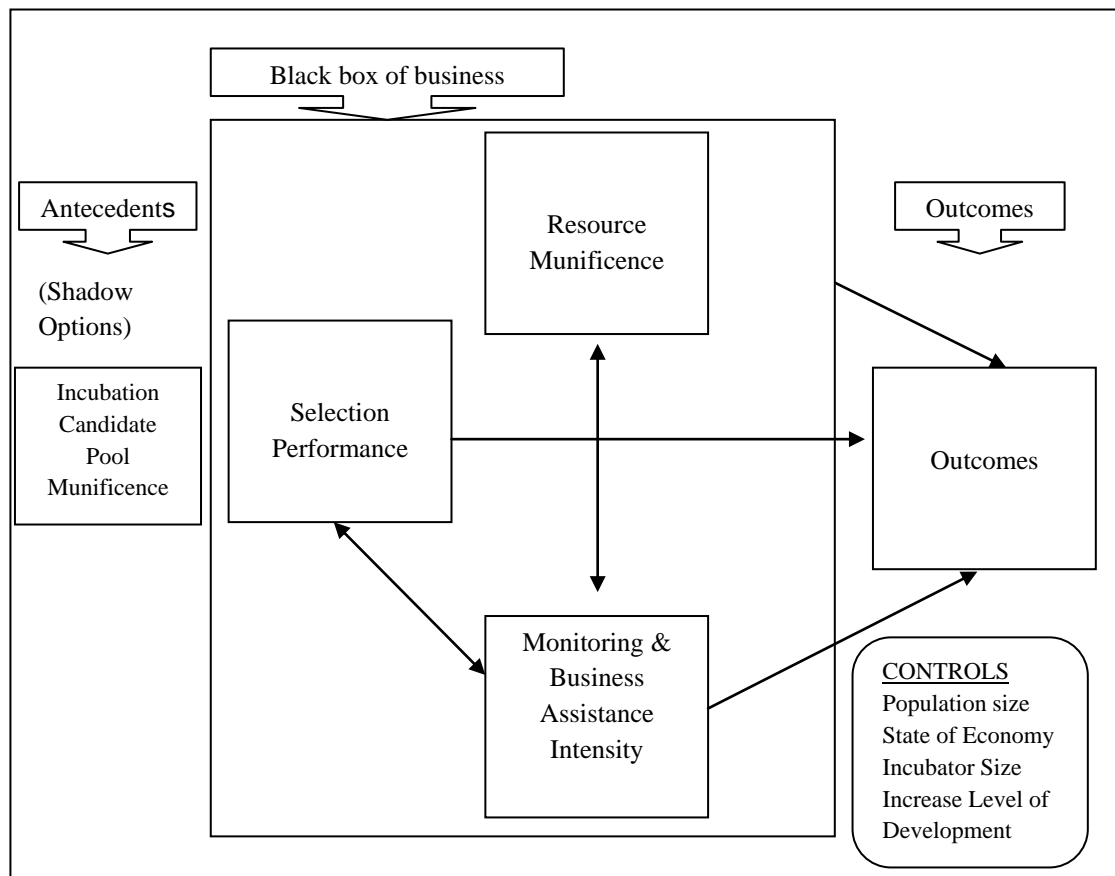 Black box of business
Antecedents
Outcomes
(Shadow
Options)
Resource
Munificence
Incubation
Candidate
Pool
Munificence
Selection
Performance
Outcomes
Monitoring &
Business
Assistance
Intensity
CONTROLS
Population size
State of Economy
Incubator Size
Increase Level of
Development